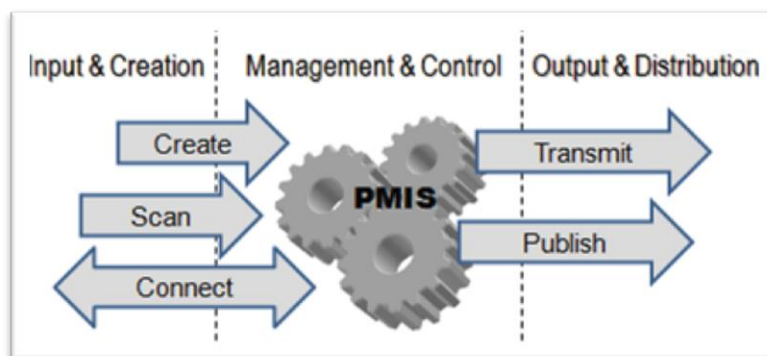 Input & Creation
Management & Control
Output & Distribution
Create
Transmit
Scan
PMIS
Publish
Connect